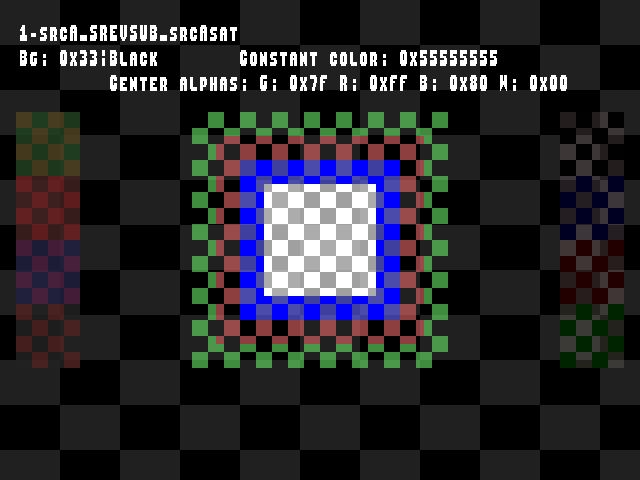 1-srcA_SREVSUB_srcAsat
Bg: 0x33¦Black Constant color: 0x55555555
Center alphas: G: 0x7f R: 0xff B: 0x80 W: 0x00